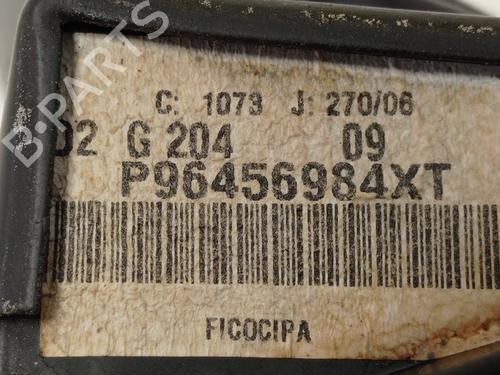 C: 1073 J: 270/06
02 G 204 09
P96456984XT
FICOCIPA
B-PARTS